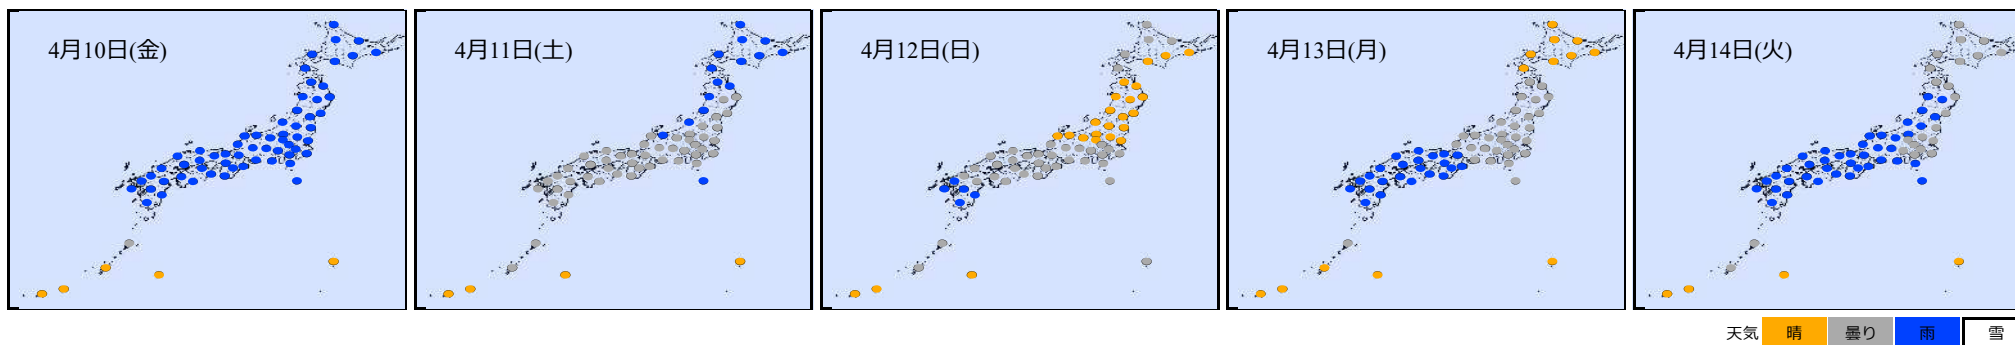 4月10日(金)
4月11日(土)
4月12日(日)
4月13日(月)
4月14日(火)
天気 晴 曇り 雨 雪